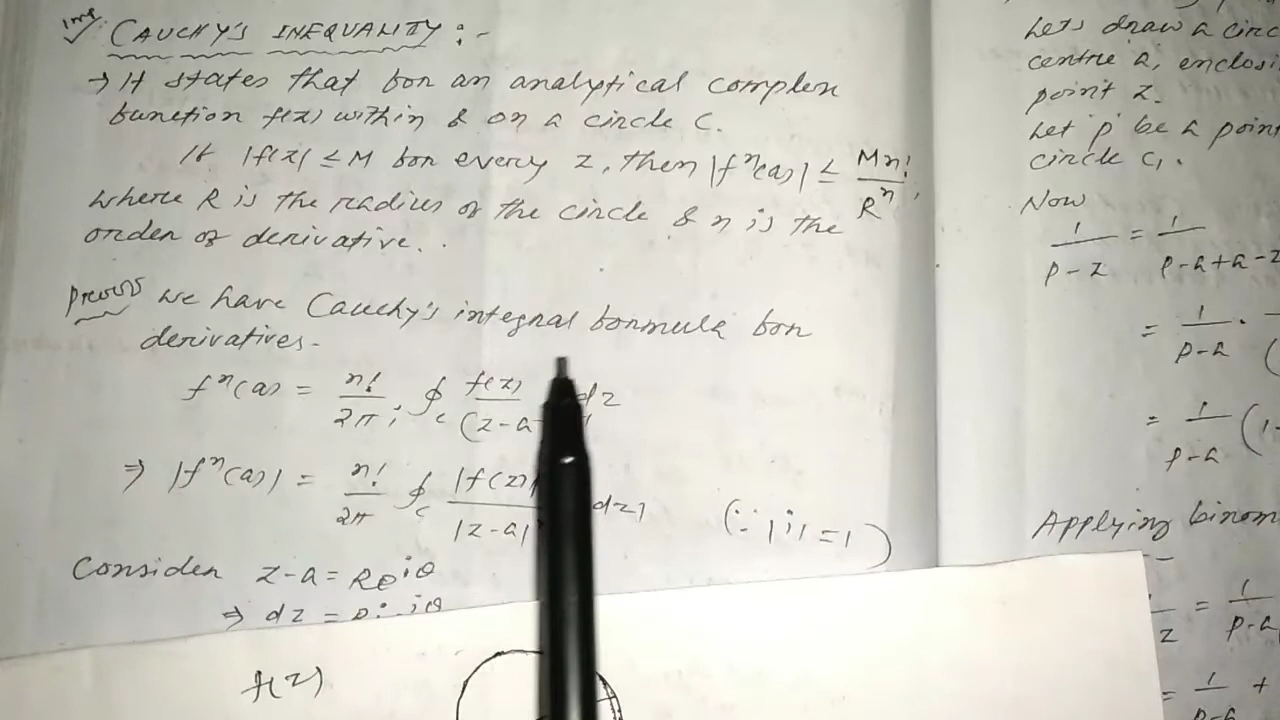 Imp
CAUCHY'S INEQUALITY :-
→ It states that for an analytical complex
function f(z) within & on a circle C.
If |f(z)| ≤ M for every z, then |fⁿ(a)| ≤ Mn!/Rⁿ,
where R is the radius of the circle & n is the
order of derivative.
Proof We have Cauchy's integral formula for
derivatives-
fⁿ(a) = n!/2πi ∮c f(z)/(z-a dz
⇒ |fⁿ(a)| = n!/2π ∮c |f(z)|/|z-a| dz| (∵ |i| = 1)
Consider z-a = Re^iθ
⇒ dz =
f(z)
Lets draw a circ
centre a, enclosi
point z.
Let p be a point
circle C₁.
Now
1/p-z = 1/p-a+a-z
= 1/p-a ·
= 1/p-a (1-
Applying binom
z = 1/p-a
= 1/p-a +